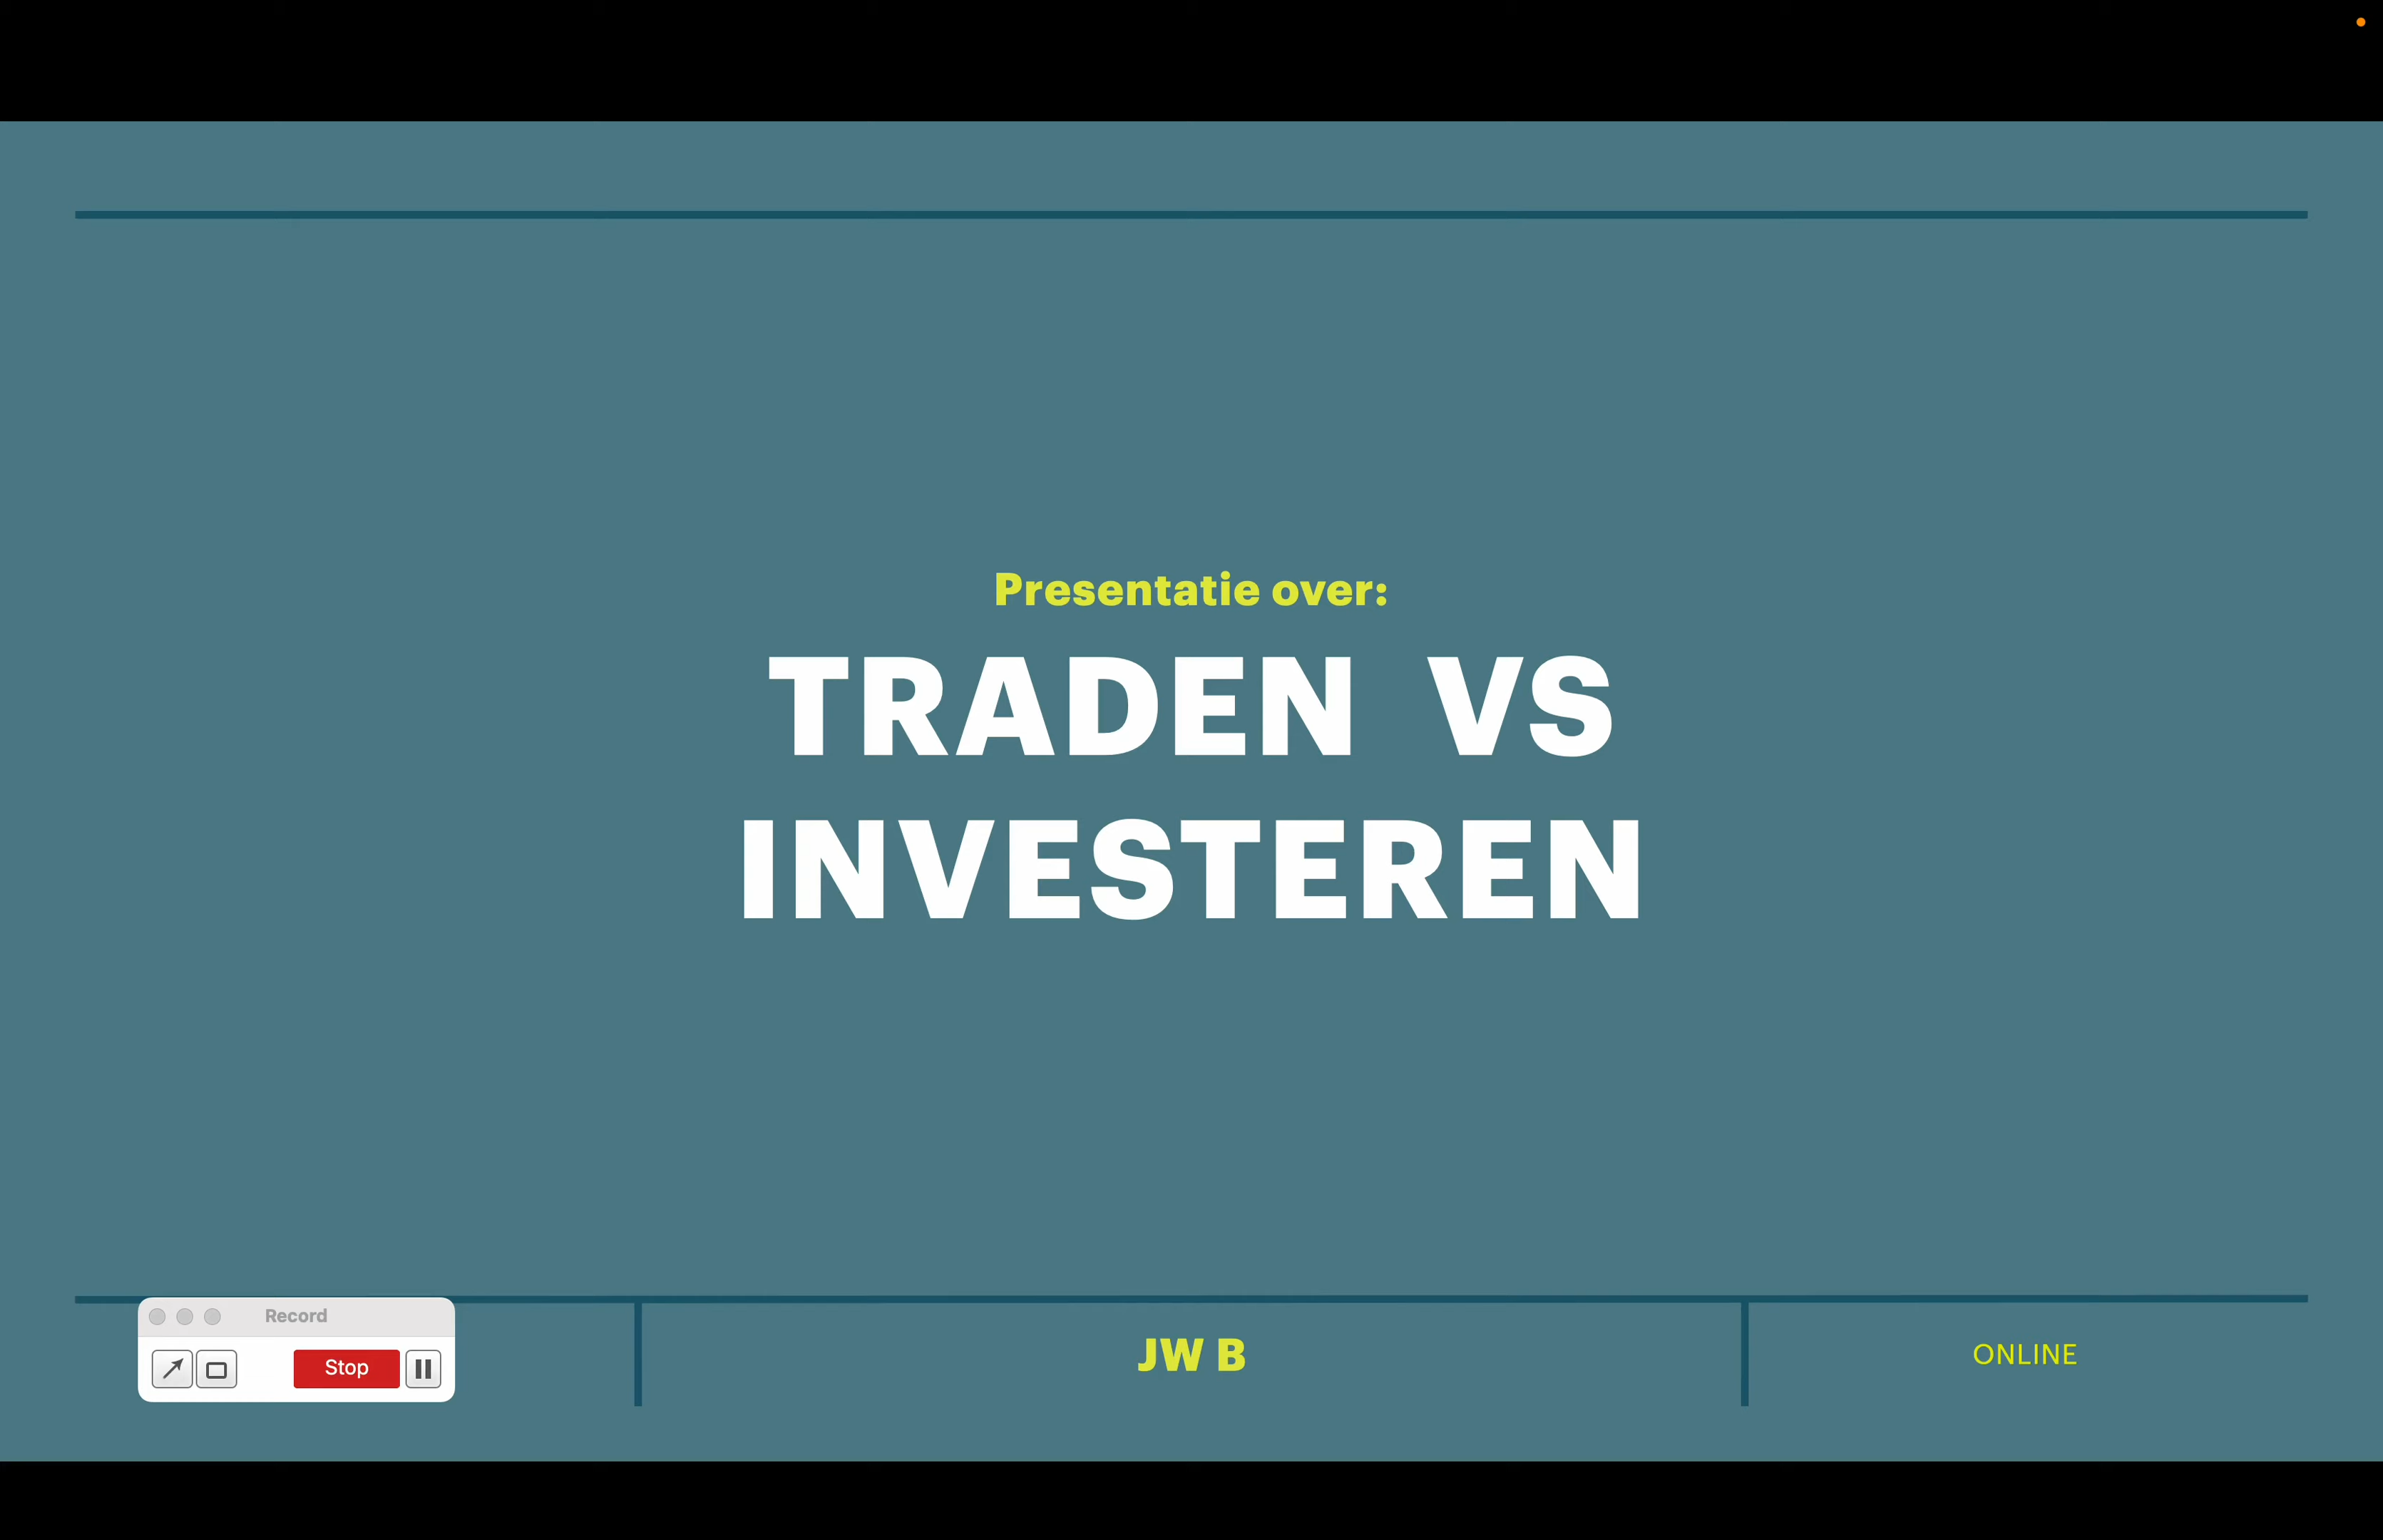 Presentatie over:
TRADEN VS
INVESTEREN
Record
Stop
JW B
ONLINE